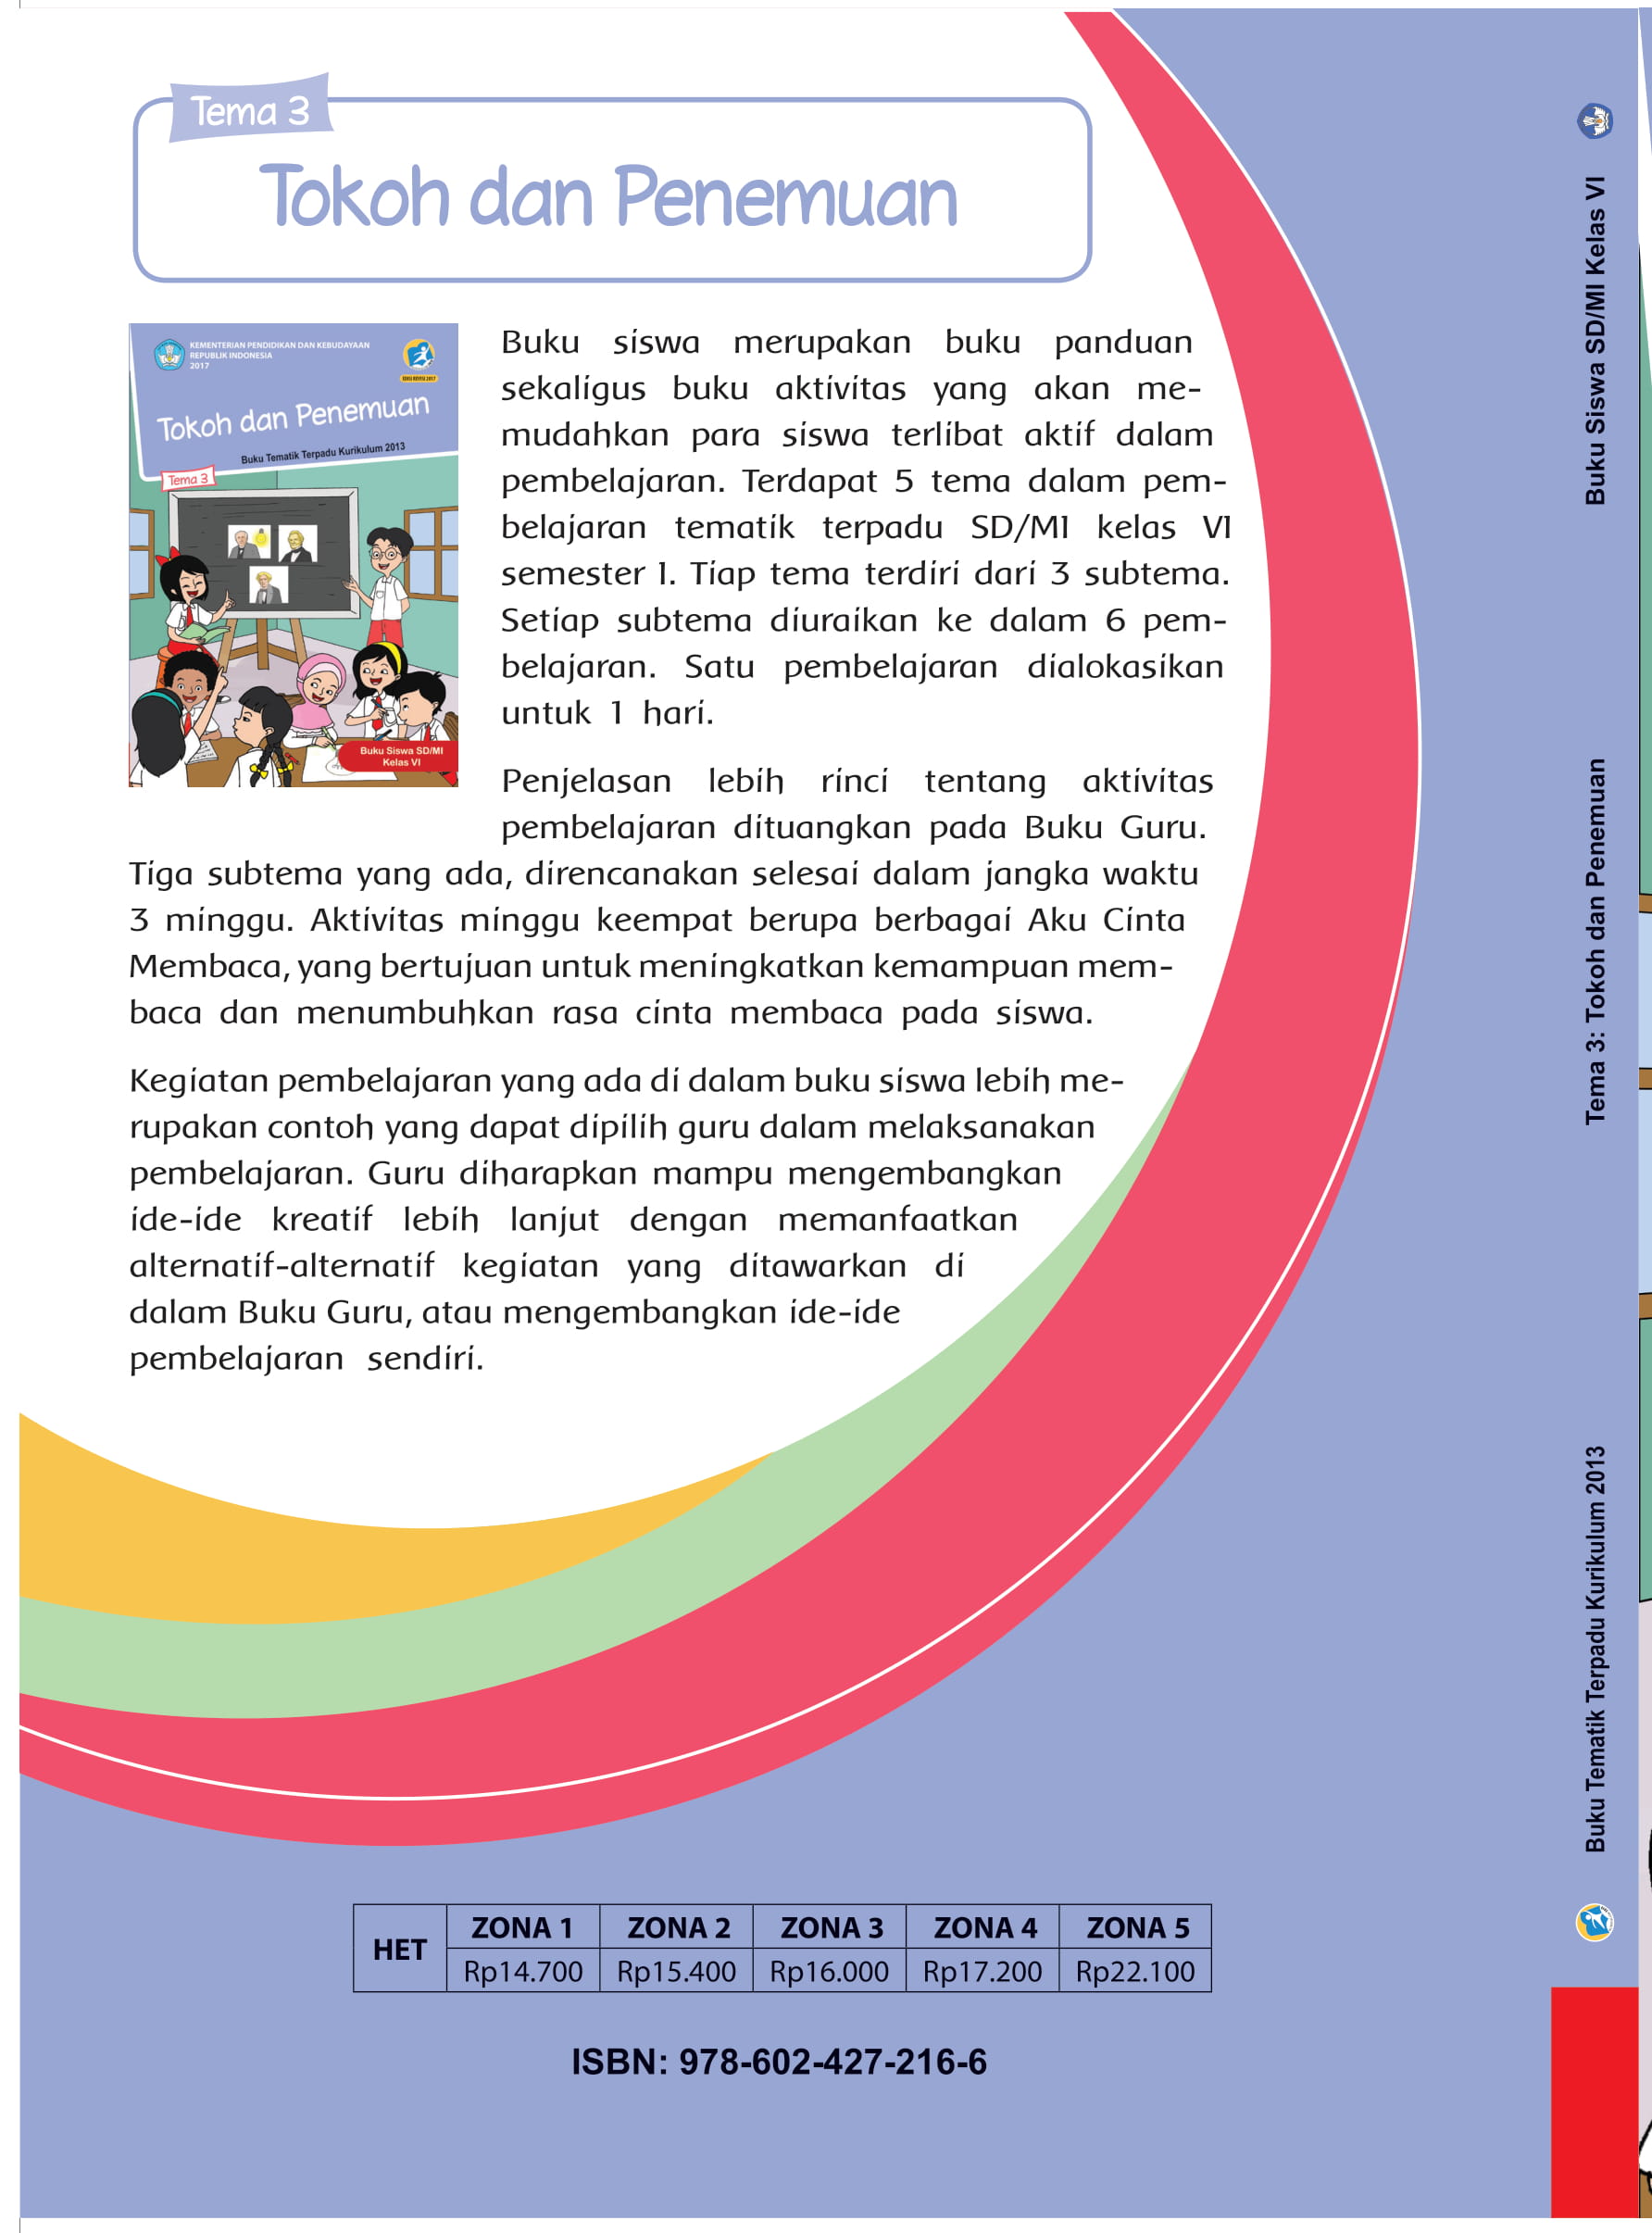 Tema 3
Tokoh dan Penemuan
KEMENTERIAN PENDIDIKAN DAN KEBUDAYAAN
REPUBLIK INDONESIA
2017
EDISI REVISI 2017
Tokoh dan Penemuan
Buku Tematik Terpadu Kurikulum 2013
Tema 3
Buku Siswa SD/MI
Kelas VI
Buku siswa merupakan buku panduan
sekaligus buku aktivitas yang akan me-
mudahkan para siswa terlibat aktif dalam
pembelajaran. Terdapat 5 tema dalam pem-
belajaran tematik terpadu SD/MI kelas VI
semester 1. Tiap tema terdiri dari 3 subtema.
Setiap subtema diuraikan ke dalam 6 pem-
belajaran. Satu pembelajaran dialokasikan
untuk 1 hari.
Penjelasan lebih rinci tentang aktivitas
pembelajaran dituangkan pada Buku Guru.
Tiga subtema yang ada, direncanakan selesai dalam jangka waktu
3 minggu. Aktivitas minggu keempat berupa berbagai Aku Cinta
Membaca, yang bertujuan untuk meningkatkan kemampuan mem-
baca dan menumbuhkan rasa cinta membaca pada siswa.
Kegiatan pembelajaran yang ada di dalam buku siswa lebih me-
rupakan contoh yang dapat dipilih guru dalam melaksanakan
pembelajaran. Guru diharapkan mampu mengembangkan
ide-ide kreatif lebih lanjut dengan memanfaatkan
alternatif-alternatif kegiatan yang ditawarkan di
dalam Buku Guru, atau mengembangkan ide-ide
pembelajaran sendiri.
HET ZONA 1 ZONA 2 ZONA 3 ZONA 4 ZONA 5
Rp14.700 Rp15.400 Rp16.000 Rp17.200 Rp22.100
ISBN: 978-602-427-216-6
Buku Siswa SD/MI Kelas VI
Tema 3: Tokoh dan Penemuan
Buku Tematik Terpadu Kurikulum 2013